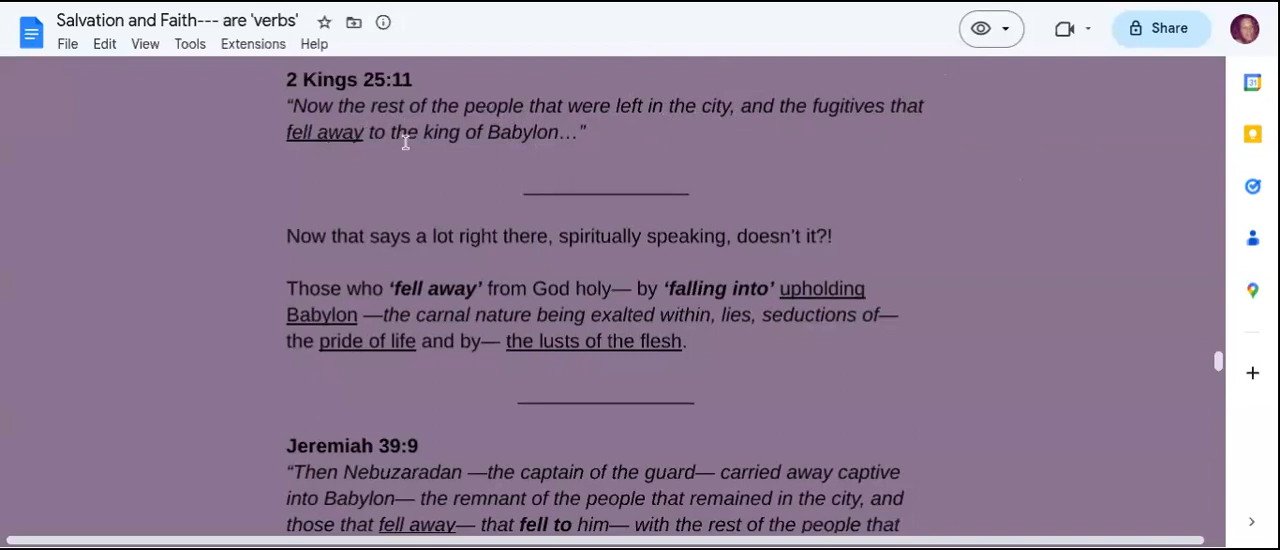 Salvation and Faith--- are 'verbs'
File Edit View Tools Extensions Help
Share
31
2 Kings 25:11
“Now the rest of the people that were left in the city, and the fugitives that
fell away to the king of Babylon…”
Now that says a lot right there, spiritually speaking, doesn’t it?!
Those who ‘fell away’ from God holy— by ‘falling into’ upholding
Babylon —the carnal nature being exalted within, lies, seductions of—
the pride of life and by— the lusts of the flesh.
Jeremiah 39:9
“Then Nebuzaradan —the captain of the guard— carried away captive
into Babylon— the remnant of the people that remained in the city, and
those that fell away— that fell to him— with the rest of the people that